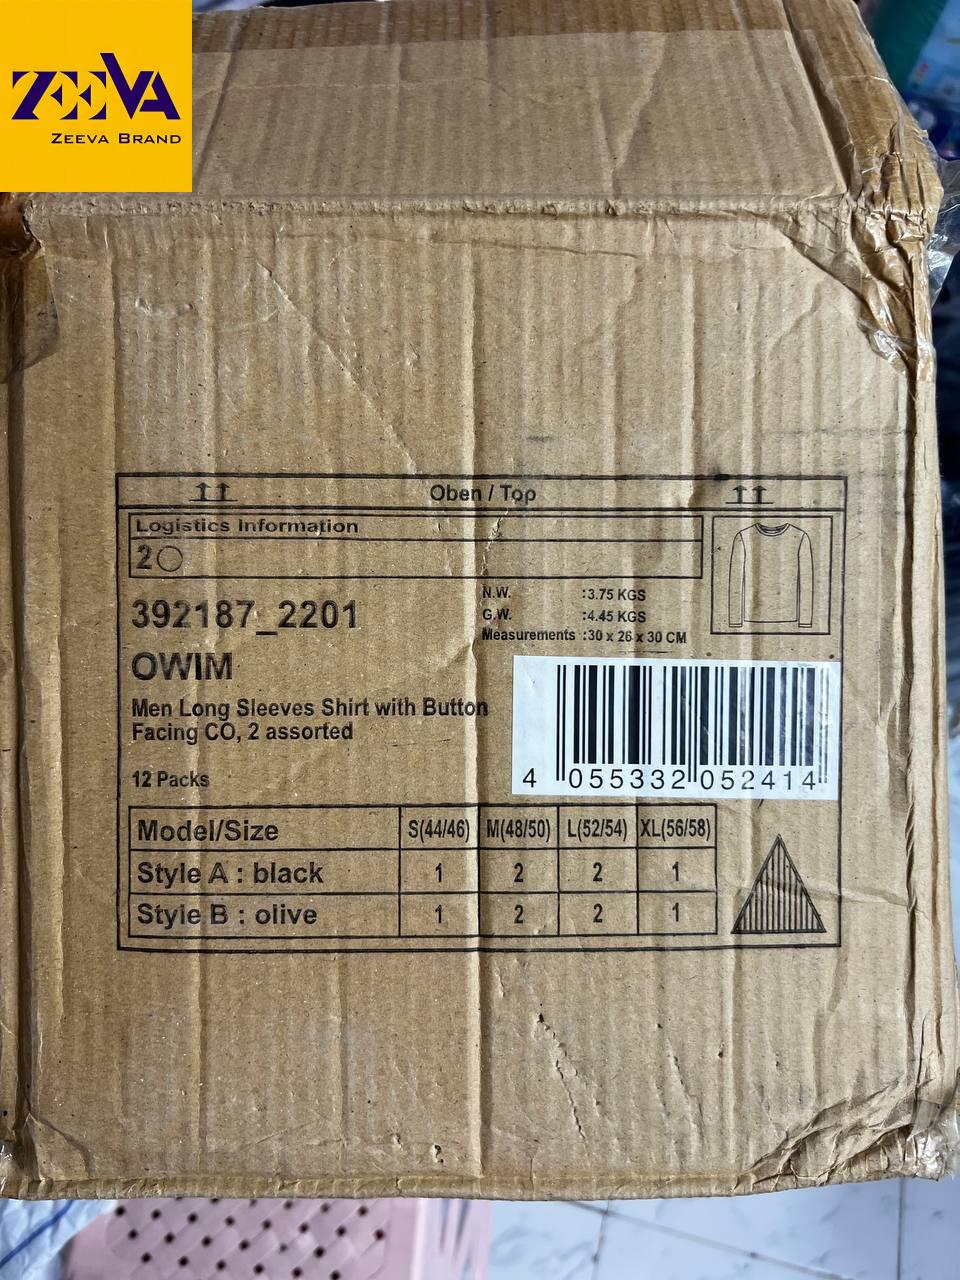 ZEEVA
ZEEVA BRAND
Oben / Top
Logistics Information
2
392187_2201
N.W. :3.75 KGS
G.W. :4.45 KGS
Measurements :30 x 26 x 30 CM
OWIM
Men Long Sleeves Shirt with Button
Facing CO, 2 assorted
12 Packs
4 055332 052414
Model/Size S(44/46) M(48/50) L(52/54) XL(56/58)
Style A : black 1 2 2 1
Style B : olive 1 2 2 1